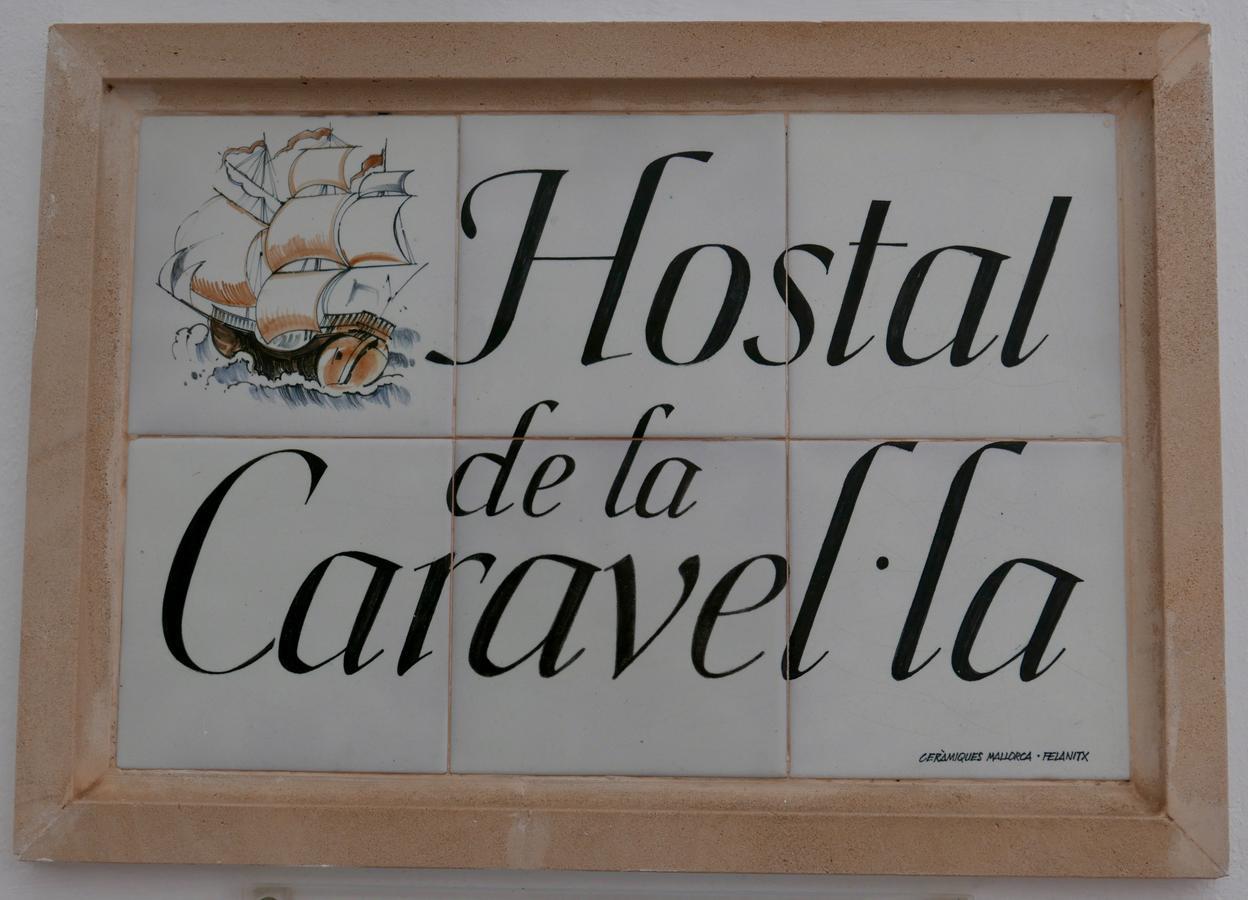 Hostal
de la
Caravel·la
CERÀMIQUES MALLORCA · FELANITX